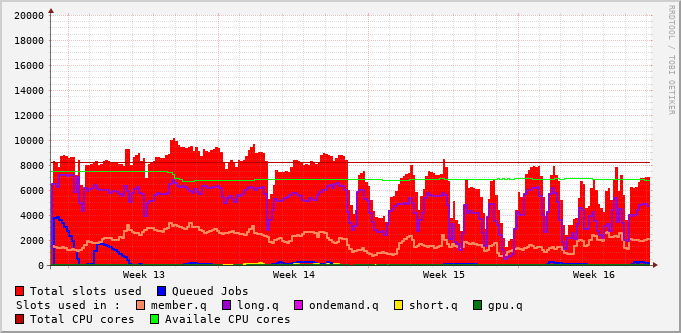 20000
18000
16000
14000
12000
10000
8000
6000
4000
2000
0
RRDTOOL / TOBI OETIKER
Week 13 Week 14 Week 15 Week 16
Total slots used Queued Jobs
Slots used in : member.q long.q ondemand.q short.q gpu.q
Total CPU cores Availale CPU cores